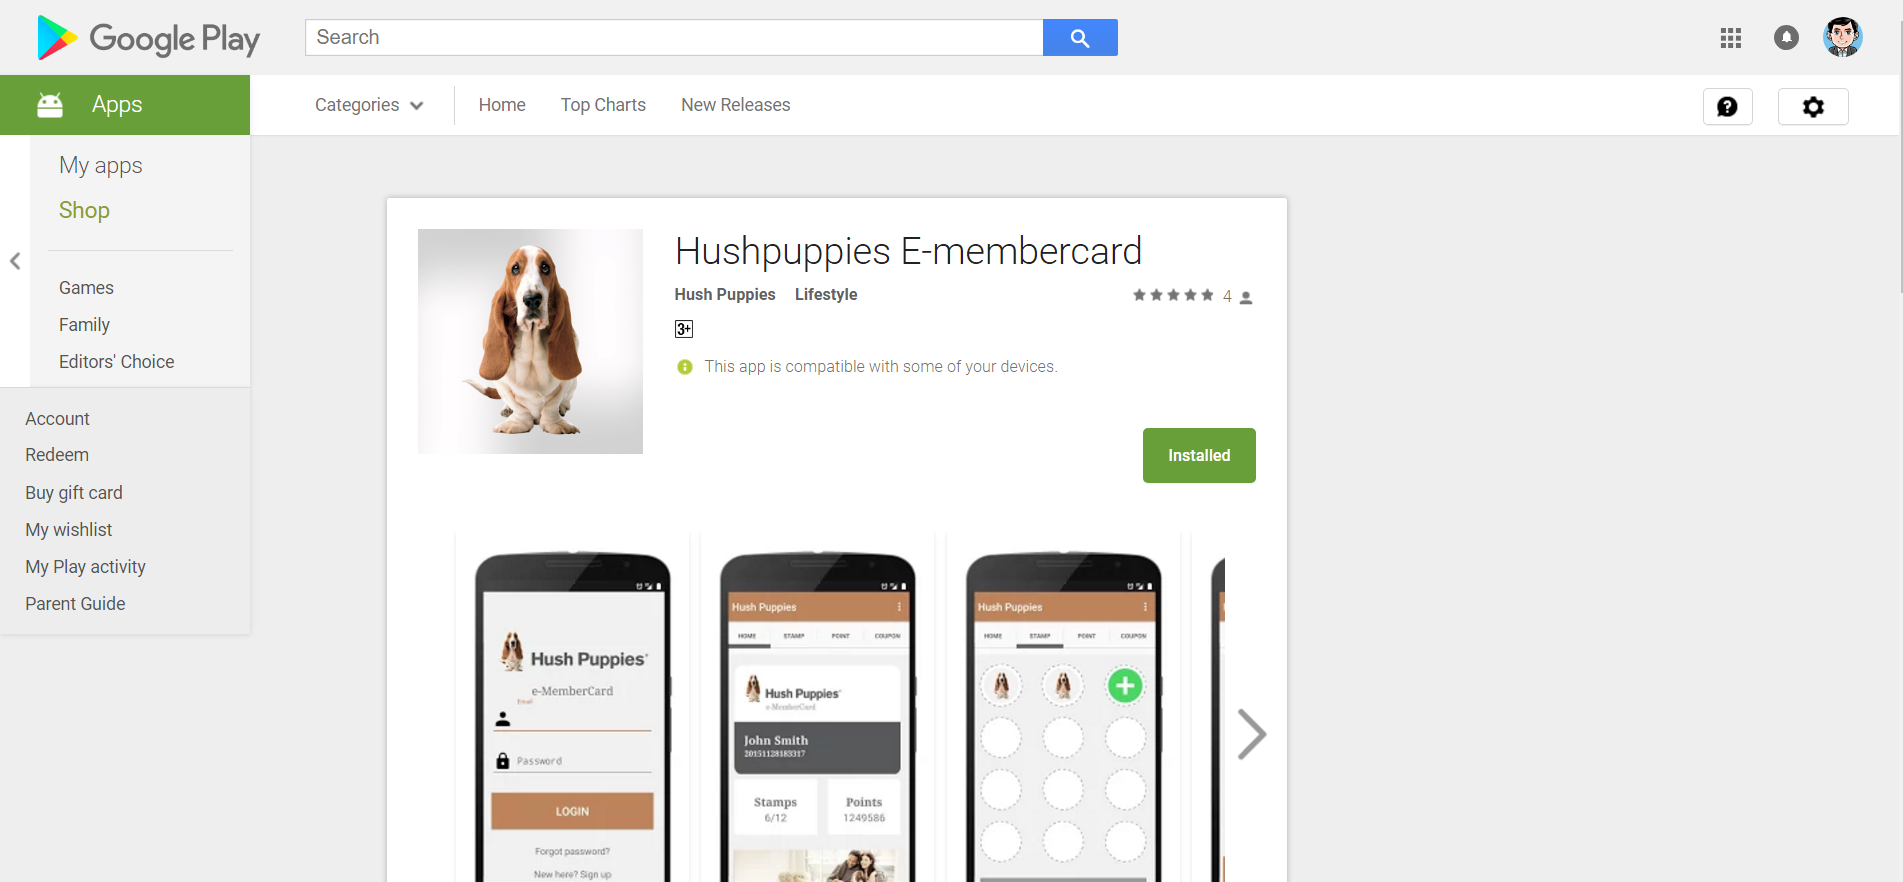 Google Play
Search
Apps
Categories
Home
Top Charts
New Releases
My apps
Shop
Games
Family
Editors' Choice
Account
Redeem
Buy gift card
My wishlist
My Play activity
Parent Guide
Hushpuppies E-membercard
Hush Puppies Lifestyle
4
3+
This app is compatible with some of your devices.
Installed
Hush Puppies
e-MemberCard
Email
Password
LOGIN
Forgot password?
New here? Sign up
Hush Puppies
HOME STAMP POINT COUPON
Hush Puppies
e-MemberCard
John Smith
20151128183317
Stamps
6/12
Points
1249586
Hush Puppies
HOME STAMP POINT COUPON